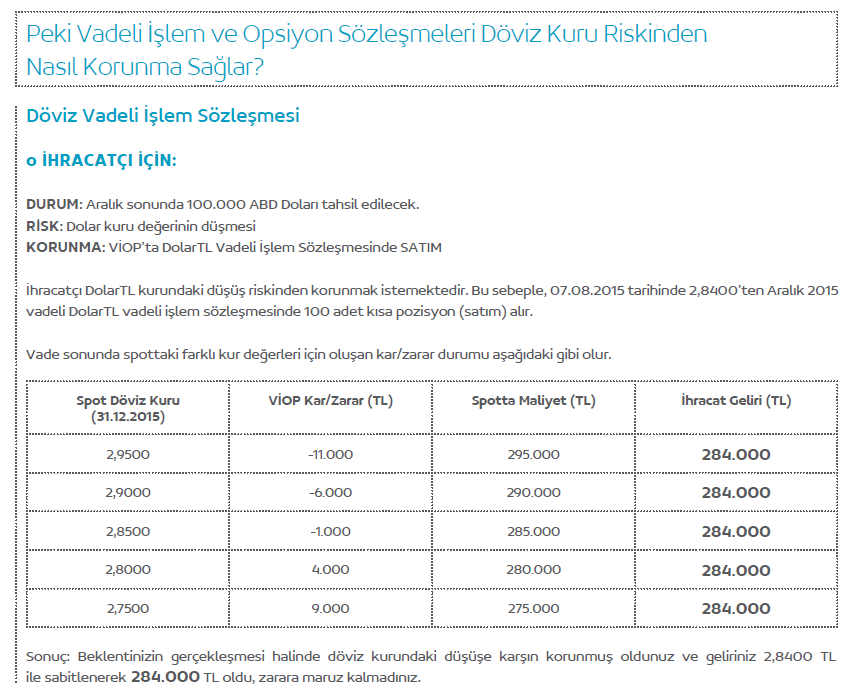 Peki Vadeli İşlem ve Opsiyon Sözleşmeleri Döviz Kuru Riskinden
Nasıl Korunma Sağlar?
Döviz Vadeli İşlem Sözleşmesi
o İHRACATÇI İÇİN:
DURUM: Aralık sonunda 100.000 ABD Doları tahsil edilecek.
RİSK: Dolar kuru değerinin düşmesi
KORUNMA: VİOP'ta DolarTL Vadeli İşlem Sözleşmesinde SATIM
İhracatçı DolarTL kurundaki düşüş riskinden korunmak istemektedir. Bu sebeple, 07.08.2015 tarihinde 2,8400'ten Aralık 2015
vadeli DolarTL vadeli işlem sözleşmesinde 100 adet kısa pozisyon (satım) alır.
Vade sonunda spottaki farklı kur değerleri için oluşan kar/zarar durumu aşağıdaki gibi olur.
Spot Döviz Kuru (31.12.2015) VİOP Kar/Zarar (TL) Spotta Maliyet (TL) İhracat Geliri (TL)
2,9500 -11.000 295.000 284.000
2,9000 -6.000 290.000 284.000
2,8500 -1.000 285.000 284.000
2,8000 4.000 280.000 284.000
2,7500 9.000 275.000 284.000
Sonuç: Beklentinizin gerçekleşmesi halinde döviz kurundaki düşüşe karşın korunmuş oldunuz ve geliriniz 2,8400 TL
ile sabitlenerek 284.000 TL oldu, zarara maruz kalmadınız.